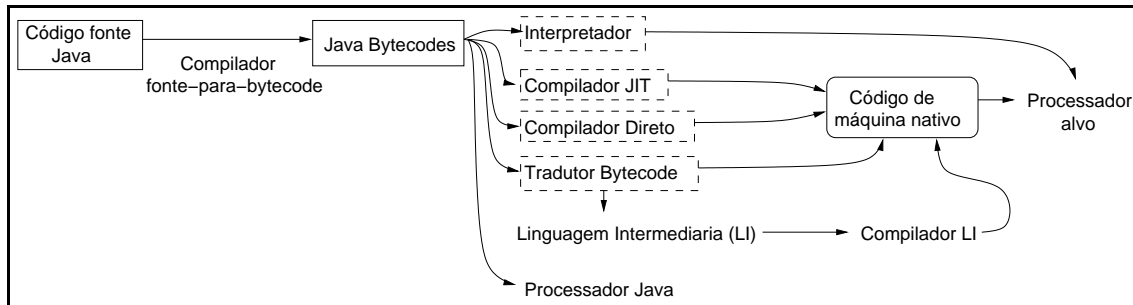 Código fonte
Java
Compilador
fonte−para−bytecode
Java Bytecodes
Interpretador
Compilador JIT
Compilador Direto
Tradutor Bytecode
Linguagem Intermediaria (LI)
Processador Java
Compilador LI
Código de
máquina nativo
Processador
alvo